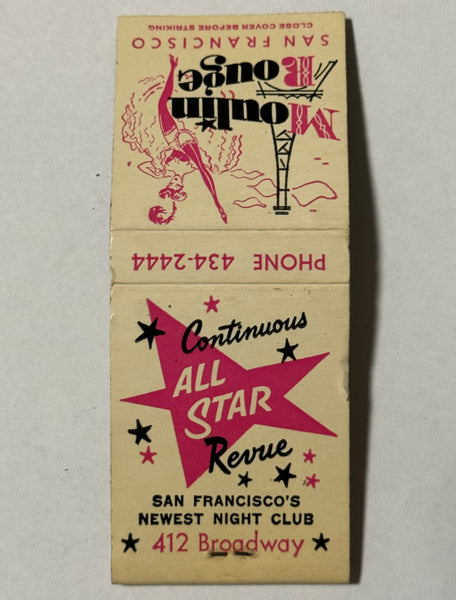 CLOSE COVER BEFORE STRIKING
SAN FRANCISCO
Moulin
Rouge
PHONE 434-2444
Continuous
ALL
STAR
Revue
SAN FRANCISCO'S
NEWEST NIGHT CLUB
412 Broadway